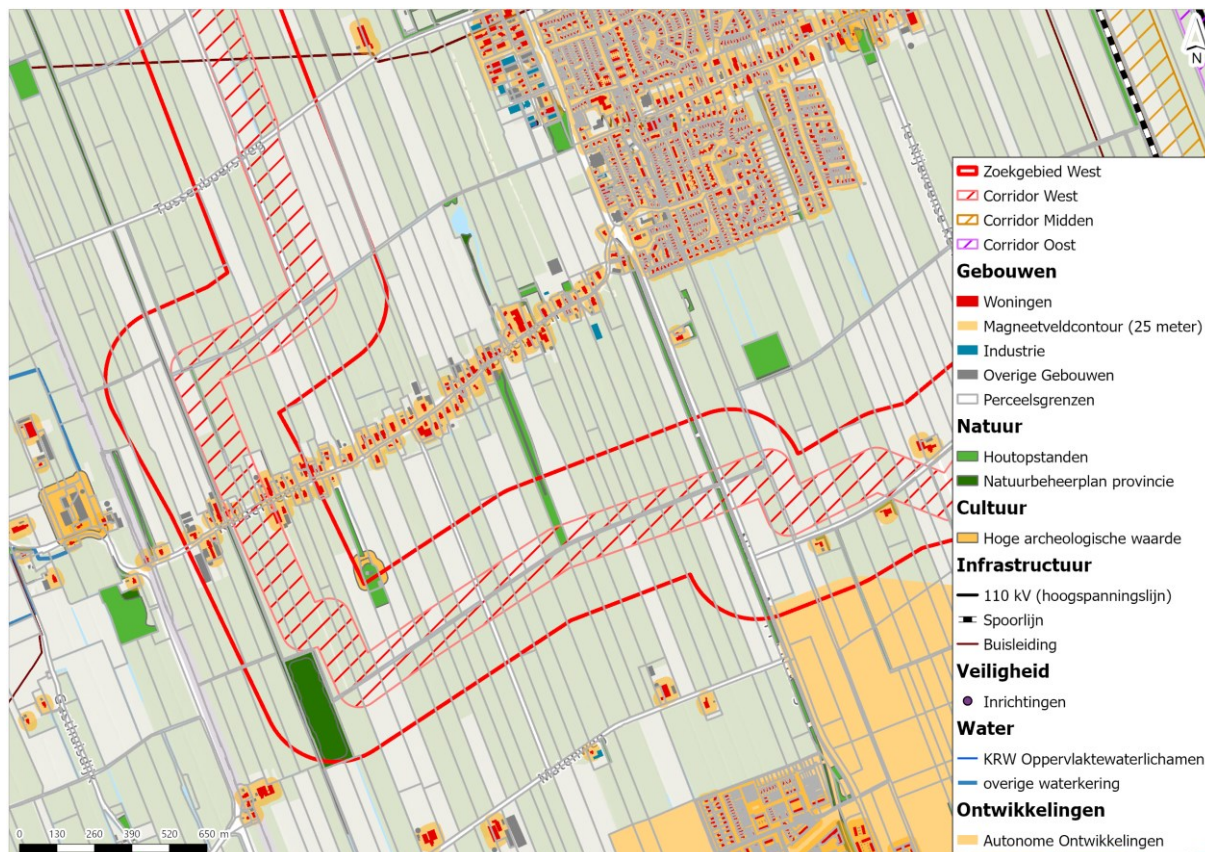 N
Tussenboersweg
Zoekgebied West
Corridor West
Corridor Midden
Corridor Oost
Gebouwen
Woningen
Magneetveldcontour (25 meter)
Industrie
Overige Gebouwen
Perceelsgrenzen
Natuur
Houtopstanden
Natuurbeheerplan provincie
Cultuur
Hoge archeologische waarde
Infrastructuur
110 kV (hoogspanningslijn)
Spoorlijn
Buisleiding
Veiligheid
Inrichtingen
Water
KRW Oppervlaktewaterlichamen
overige waterkering
Ontwikkelingen
Autonome Ontwikkelingen
Gasthuisdijk
Matenweg
0 130 260 390 520 650 m